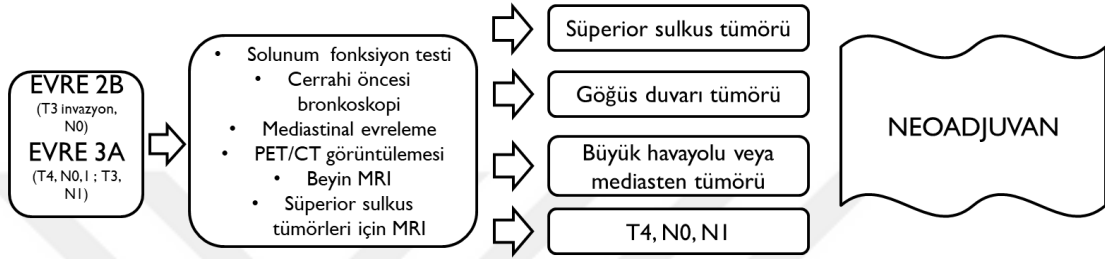 EVRE 2B
(T3 invazyon,
N0)
EVRE 3A
(T4, N0,1 ; T3,
N1)
• Solunum fonksiyon testi
• Cerrahi öncesi
bronkoskopi
• Mediastinal evreleme
• PET/CT görüntülemesi
• Beyin MRI
• Süperior sulkus
tümörleri için MRI
Süperior sulkus tümörü
Göğüs duvarı tümörü
Büyük havayolu veya
mediasten tümörü
T4, N0, N1
NEOADJUVAN